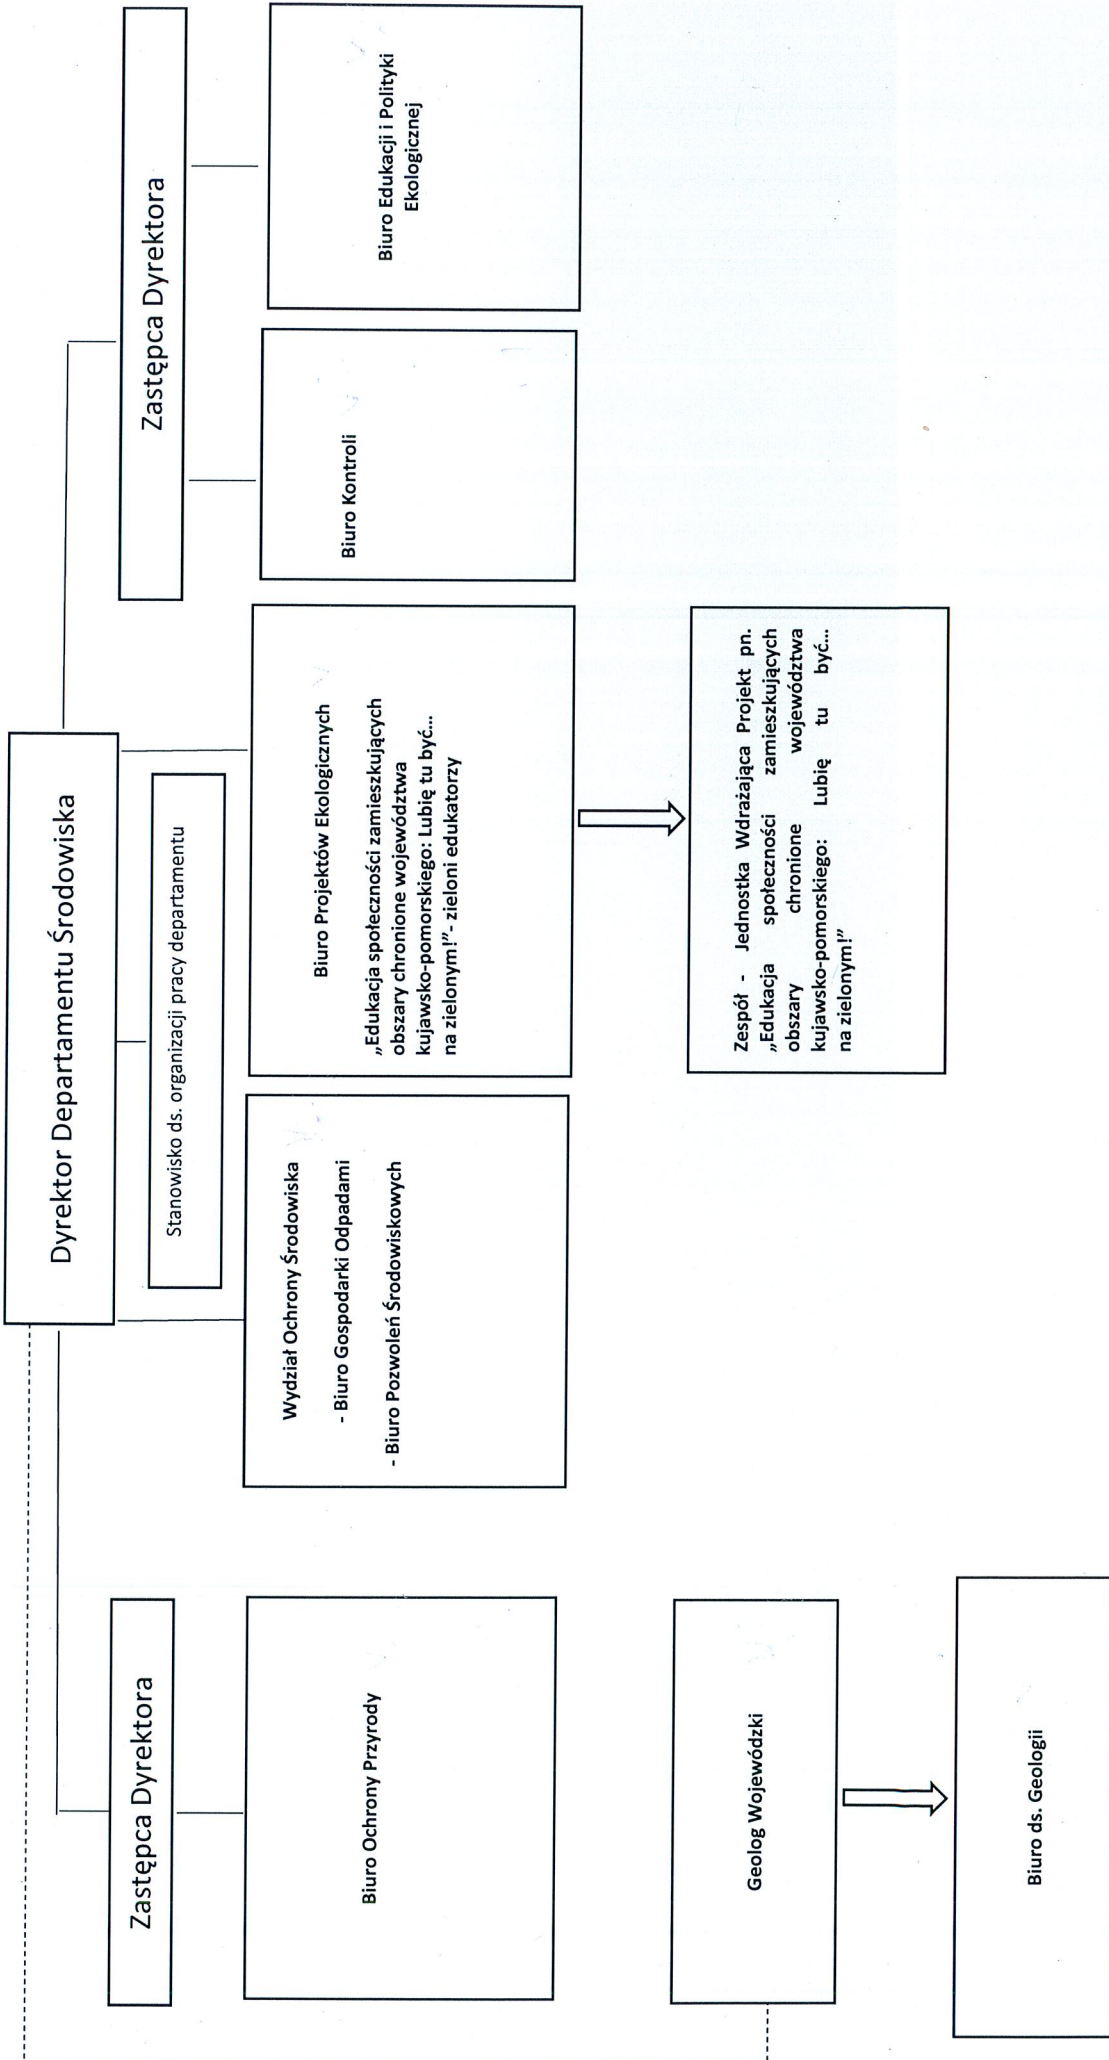 Dyrektor Departamentu Środowiska
Stanowisko ds. organizacji pracy departamentu
Zastępca Dyrektora
Biuro Ochrony Przyrody
Geolog Wojewódzki
Biuro ds. Geologii
Wydział Ochrony Środowiska
- Biuro Gospodarki Odpadami
- Biuro Pozwoleń Środowiskowych
Biuro Projektów Ekologicznych
„Edukacja społeczności zamieszkujących
obszary chronione województwa
kujawsko-pomorskiego: Lubię tu być...
na zielonym!”- zieloni edukatorzy
Zespół - Jednostka Wdrażająca Projekt pn.
„Edukacja społeczności zamieszkujących
obszary chronione województwa
kujawsko-pomorskiego: Lubię tu być...
na zielonym!”
Zastępca Dyrektora
Biuro Kontroli
Biuro Edukacji i Polityki
Ekologicznej